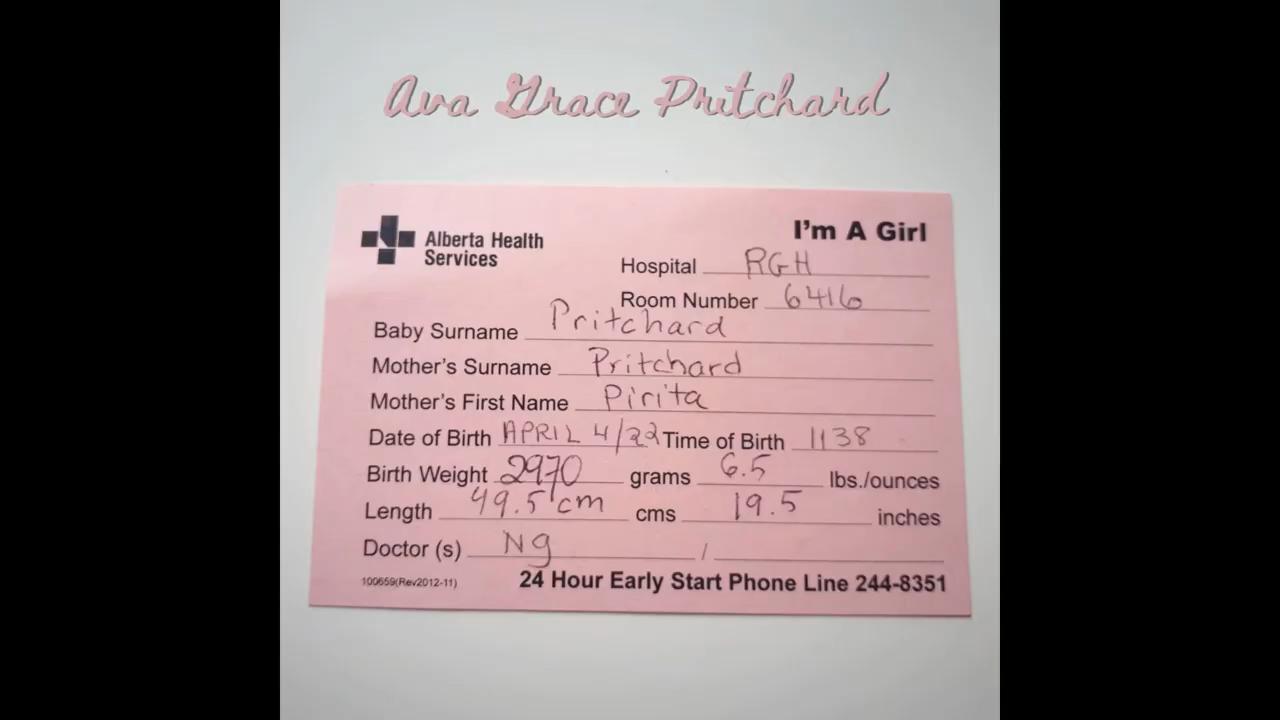 Ava Grace Pritchard
Alberta Health Services
I'm A Girl
Hospital RGH
Room Number 6416
Baby Surname Pritchard
Mother's Surname Pritchard
Mother's First Name Pirita
Date of Birth APRIL 4/22 Time of Birth 1138
Birth Weight 2970 grams 6.5 lbs./ounces
Length 49.5 cm cms 19.5 inches
Doctor (s) Ng /
100659(Rev2012-11) 24 Hour Early Start Phone Line 244-8351